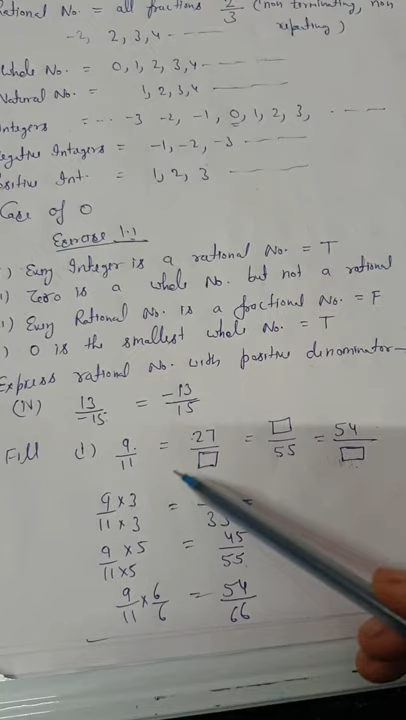 Rational No. = all fractions 2/3 (non terminating, non
-2, 2, 3, 4 - - - repeating)
Whole No. = 0, 1, 2, 3, 4 - - -
Natural No. = 1, 2, 3, 4 - - -
Integers = - .. -3 -2, -1, 0, 1, 2, 3, - - -
Negative Integers = -1, -2, -3 - - -
Positive Int. = 1, 2, 3 - - -
Case of 0
Exercise 1.1
) Every Integer is a rational No. = T
) Zero is a whole No. but not a rational
) Every Rational No. is a fractional No. = F
) 0 is the smallest whole No. = T
Express rational No. with positive denominator-
(N) 13/-15 = -13/15
Fill (1) 9/11 = 27/□ = □/55 = 54/□
9×3/11×3 = 
9×5/11×5 = 45/55
9/11 × 6/6 = 54/66